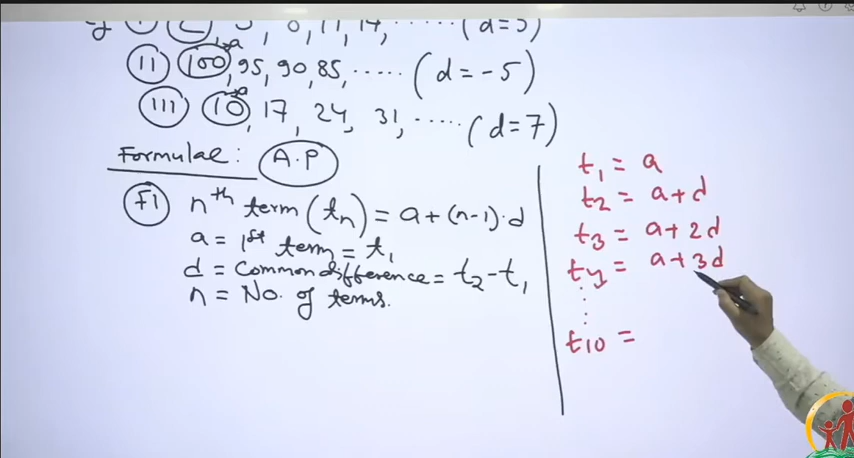 (d=3)
II 100, 95, 90, 85, ..... (d = -5)
III 10, 17, 24, 31, ..... (d=7)
Formulae : A.P
F1 nth term (tn) = a + (n-1).d
a = 1st term = t1
d = Common difference = t2 - t1
n = No. of terms.
t1 = a
t2 = a + d
t3 = a + 2d
t4 = a + 3d
:
:
t10 =